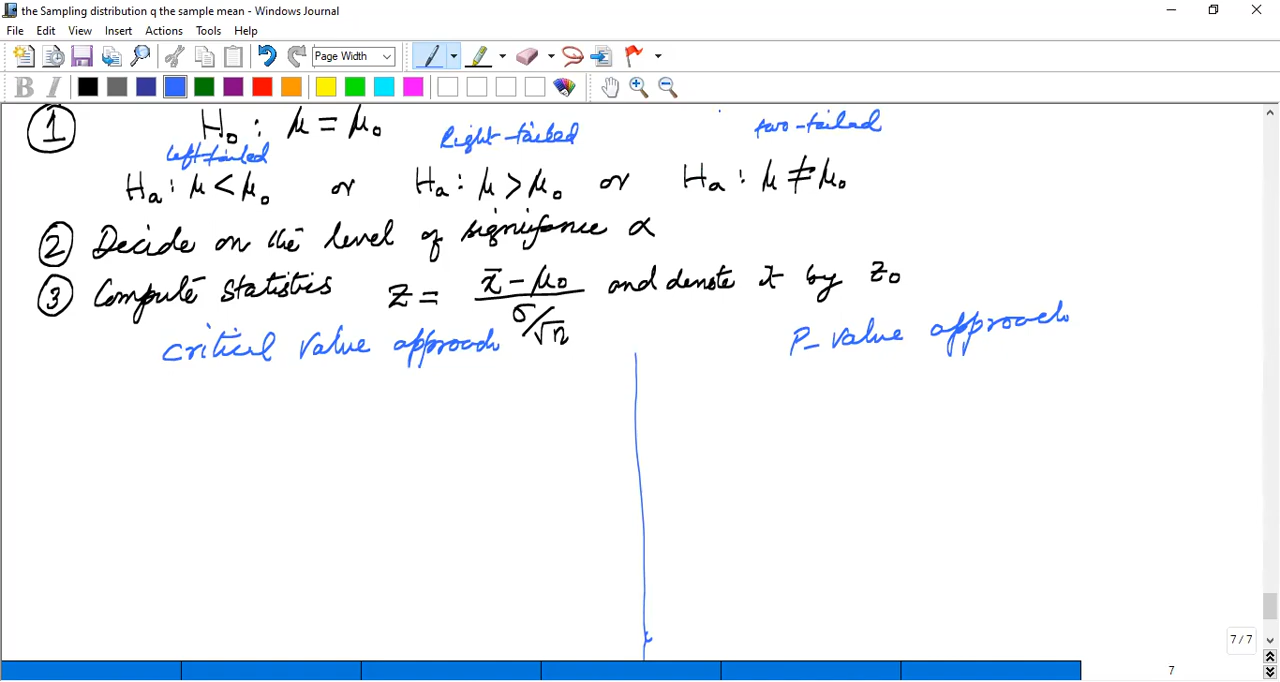 the Sampling distribution q the sample mean - Windows Journal
File Edit View Insert Actions Tools Help
Page Width
B I
① H₀ : μ = μ₀
left-tailed Right-tailed two-tailed
Hₐ : μ < μ₀ or Hₐ : μ > μ₀ or Hₐ : μ ≠ μ₀
② Decide on the level of signifance α
③ Compute statistics z = (x̄ - μ₀)/(σ/√n) and denote it by z₀
critical value approach P- value approach
7 / 7
7